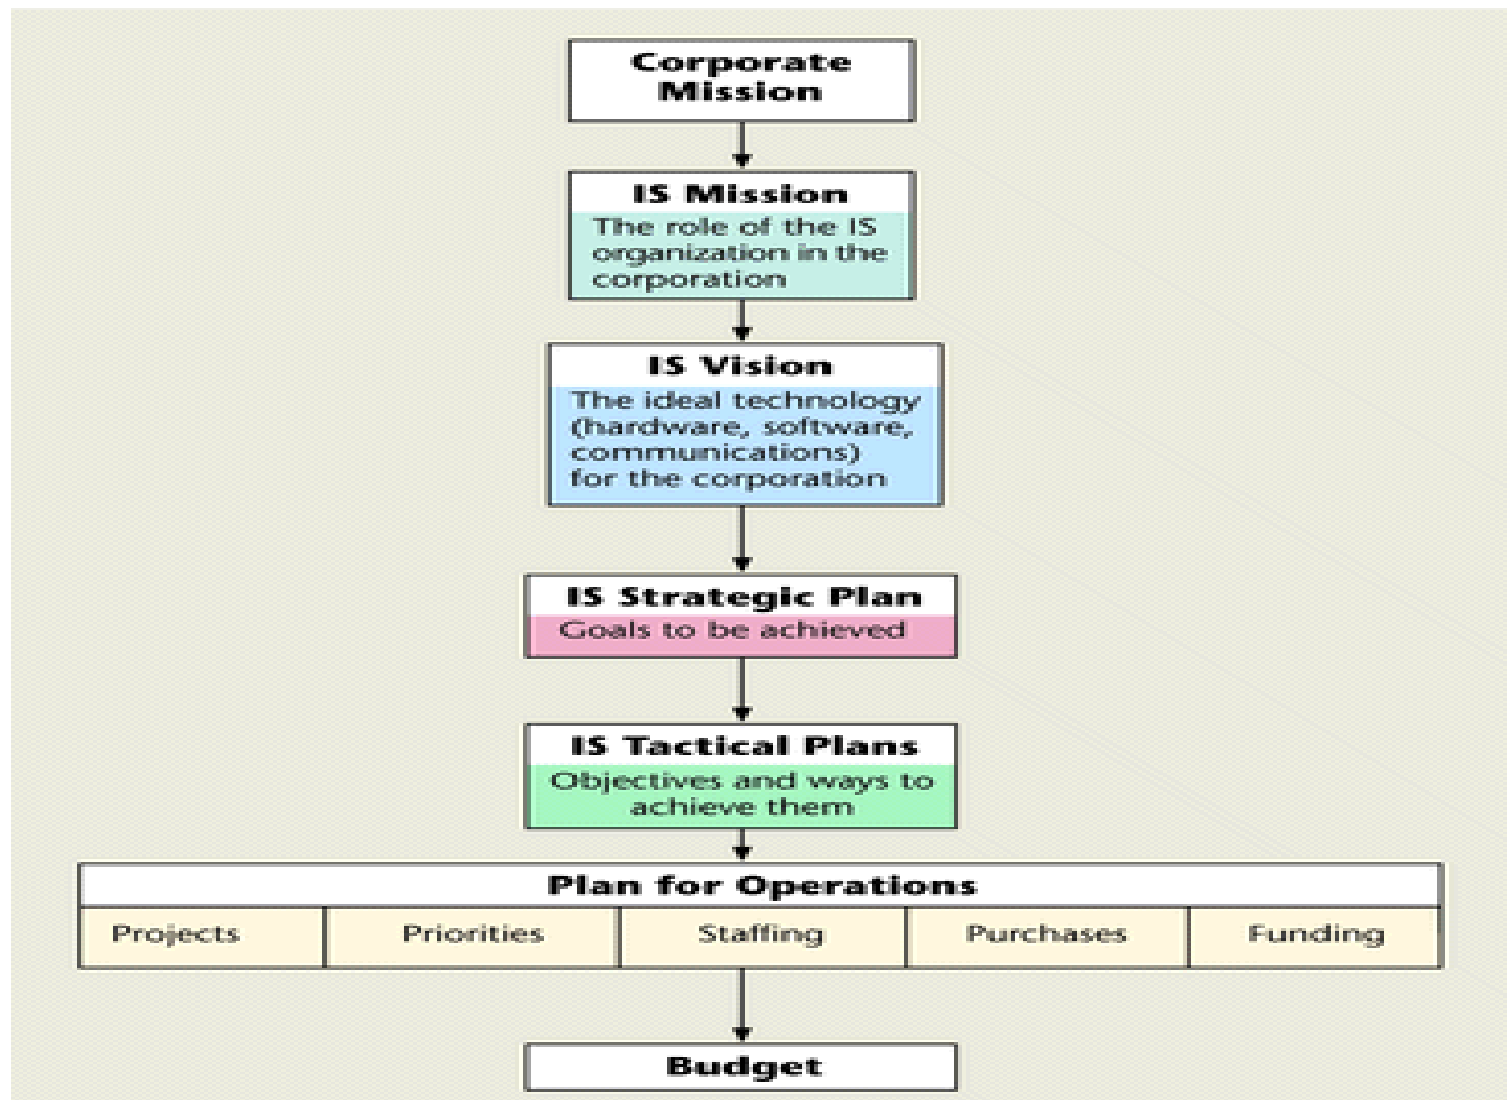 Corporate
Mission
IS Mission
The role of the IS
organization in the
corporation
IS Vision
The ideal technology
(hardware, software,
communications)
for the corporation
IS Strategic Plan
Goals to be achieved
IS Tactical Plans
Objectives and ways to
achieve them
Plan for Operations
Projects Priorities Staffing Purchases Funding
Budget